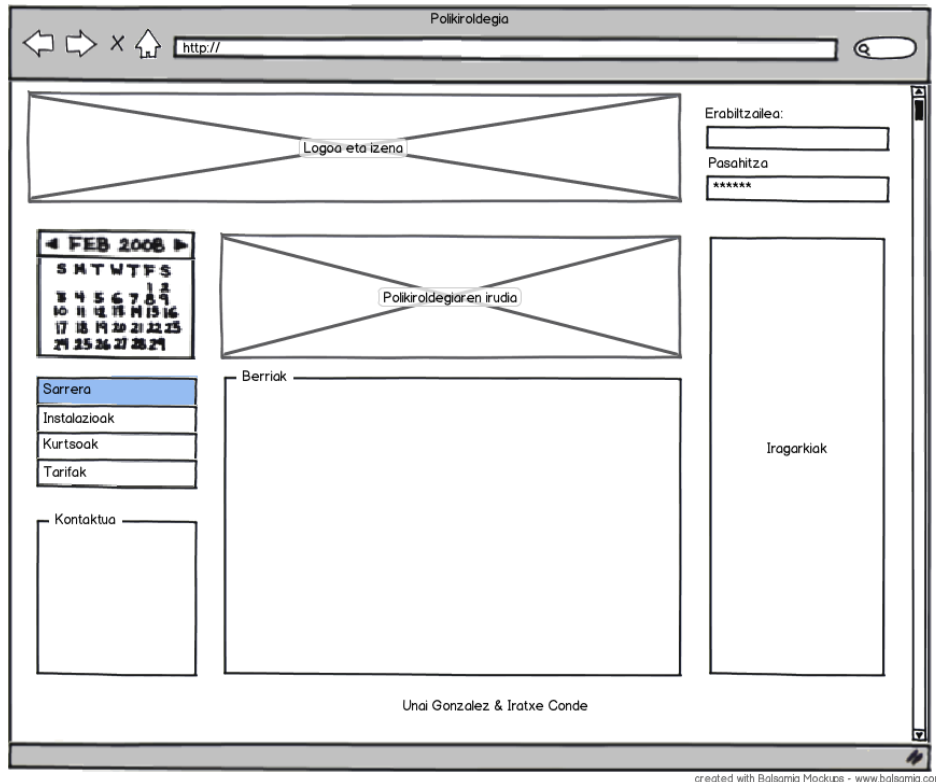 Polikiroldegia
http://
Logoa eta izena
Erabiltzailea:
Pasahitza
******
FEB 2008
S M T W T F S
1 2
3 4 5 6 7 8 9
10 11 12 13 14 15 16
17 18 19 20 21 22 23
24 25 26 27 28 29
Polikiroldegiaren irudia
Sarrera
Instalazioak
Kurtsoak
Tarifak
Berriak
Iragarkiak
Kontaktua
Unai Gonzalez & Iratxe Conde
created with Balsamiq Mockups - www.balsamiq.co